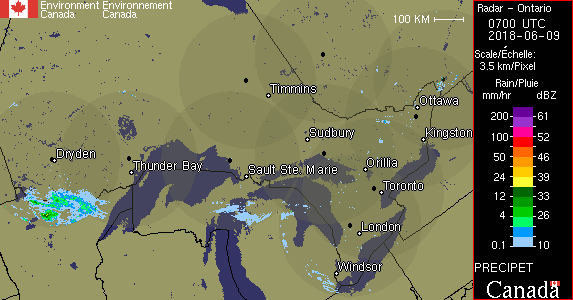 Environment Environnement
Canada Canada
100 KM
Timmins
Ottawa
Sudbury
Kingston
Dryden
Thunder Bay
Sault Ste. Marie
Orillia
Toronto
London
Windsor
Radar - Ontario
0700 UTC
2018-06-09
Scale/Échelle:
3.5 km/Pixel
Rain/Pluie
mm/hr dBZ
200 61
100 52
50 46
24 39
12 33
4 26
0.1 10
PRECIPET
Canada